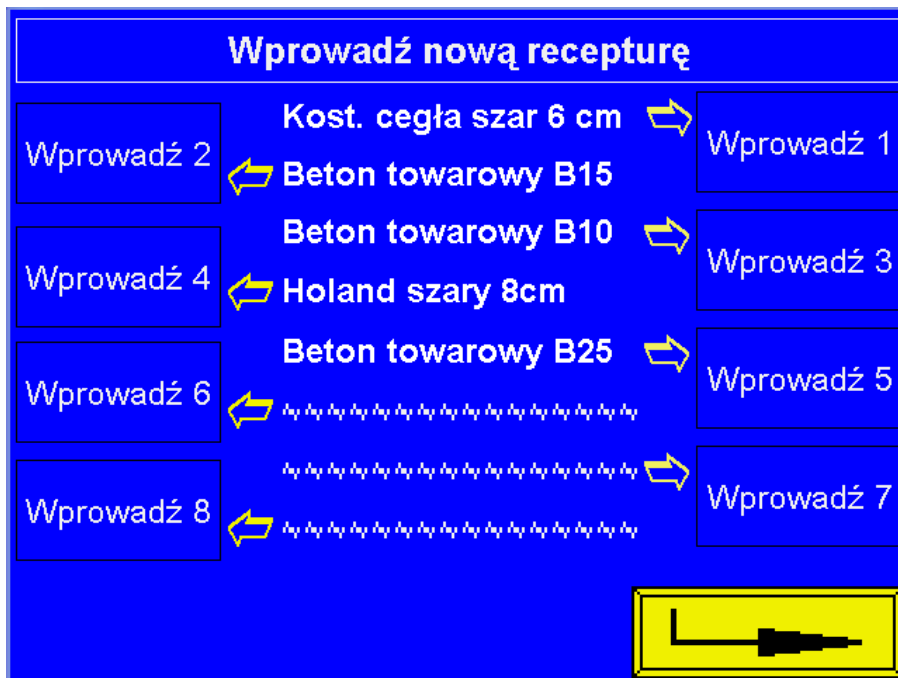 Wprowadź nową recepturę
Kost. cegła szar 6 cm
Wprowadź 1
Wprowadź 2
Beton towarowy B15
Beton towarowy B10
Wprowadź 3
Wprowadź 4
Holand szary 8cm
Beton towarowy B25
Wprowadź 5
Wprowadź 6
Wprowadź 7
Wprowadź 8